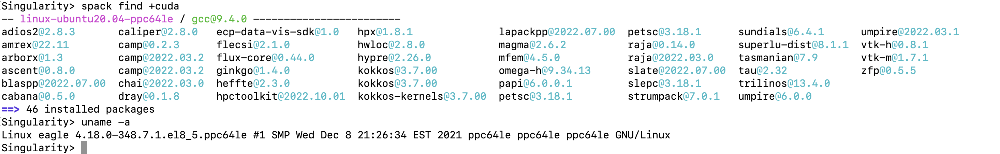 Singularity> spack find +cuda
-- linux-ubuntu20.04-ppc64le / gcc@9.4.0 ------------------------
adios2@2.8.3 caliper@2.8.0 ecp-data-vis-sdk@1.0 hpx@1.8.1 lapackpp@2022.07.00 petsc@3.18.1 sundials@6.4.1 umpire@2022.03.1
amrex@22.11 camp@0.2.3 flecsi@2.1.0 hwloc@2.8.0 magma@2.6.2 raja@0.14.0 superlu-dist@8.1.1 vtk-h@0.8.1
arborx@1.3 camp@2022.03.2 flux-core@0.44.0 hypre@2.26.0 mfem@4.5.0 raja@2022.03.0 tasmanian@7.9 vtk-m@1.7.1
ascent@0.8.0 camp@2022.03.2 ginkgo@1.4.0 kokkos@3.7.00 omega-h@9.34.13 slate@2022.07.00 tau@2.32 zfp@0.5.5
blaspp@2022.07.00 chai@2022.03.0 heffte@2.3.0 kokkos@3.7.00 papi@6.0.0.1 slepc@3.18.1 trilinos@13.4.0
cabana@0.5.0 dray@0.1.8 hpctoolkit@2022.10.01 kokkos-kernels@3.7.00 petsc@3.18.1 strumpack@7.0.1 umpire@6.0.0
==> 46 installed packages
Singularity> uname -a
Linux eagle 4.18.0-348.7.1.el8_5.ppc64le #1 SMP Wed Dec 8 21:26:34 EST 2021 ppc64le ppc64le ppc64le GNU/Linux
Singularity>